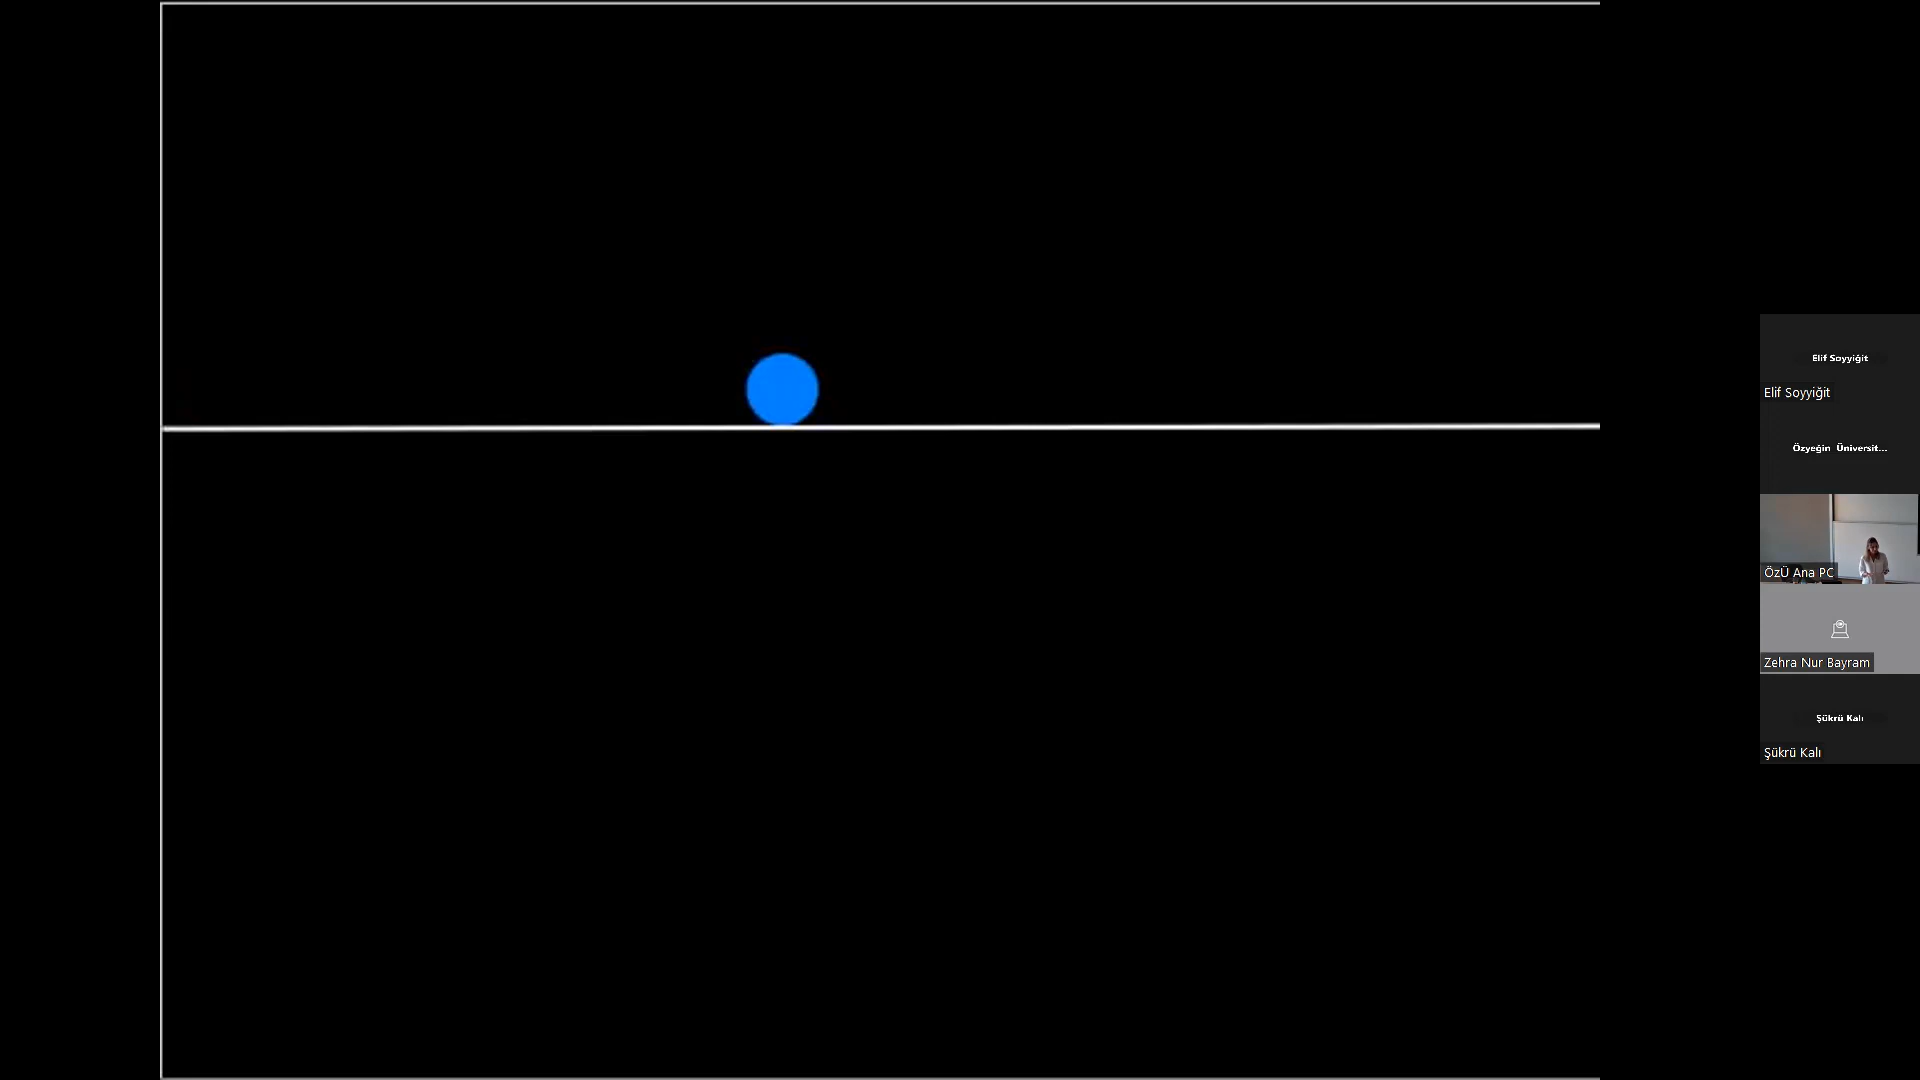 Elif Soyyiğit
Elif Soyyiğit
Özyeğin Üniversit...
ÖzÜ Ana PC
Zehra Nur Bayram
Şükrü Kalı
Şükrü Kalı